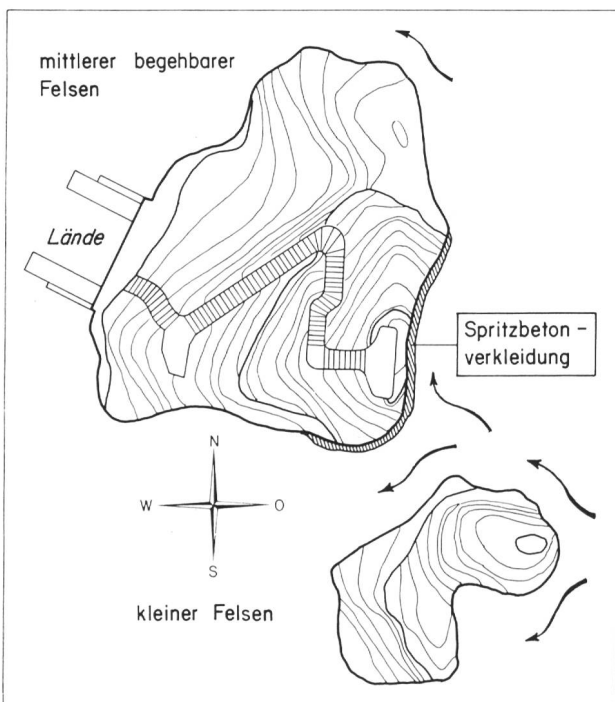 mittlerer begehbarer
Felsen
Lände
Spritzbeton -
verkleidung
N
W O
S
kleiner Felsen